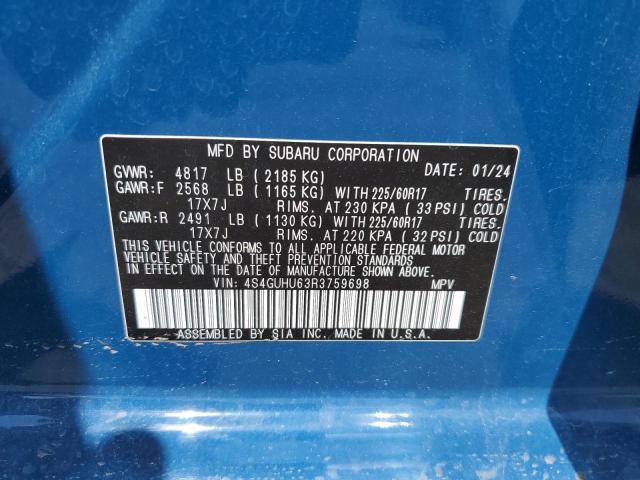 MFD BY SUBARU CORPORATION
GVWR: 4817 LB (2185 KG) DATE: 01/24
GAWR:F 2568 LB (1165 KG) WITH 225/60R17 TIRES.
17X7J RIMS. AT 230 KPA (33 PSI) COLD
GAWR:R 2491 LB (1130 KG) WITH 225/60R17 TIRES.
17X7J RIMS. AT 220 KPA (32 PSI) COLD
THIS VEHICLE CONFORMS TO ALL APPLICABLE FEDERAL MOTOR
VEHICLE SAFETY AND THEFT PREVENTION STANDARDS
IN EFFECT ON THE DATE OF MANUFACTURE SHOWN ABOVE.
VIN: 4S4GUHU63R3759698 MPV
ASSEMBLED BY SIA INC. IN U.S.A.